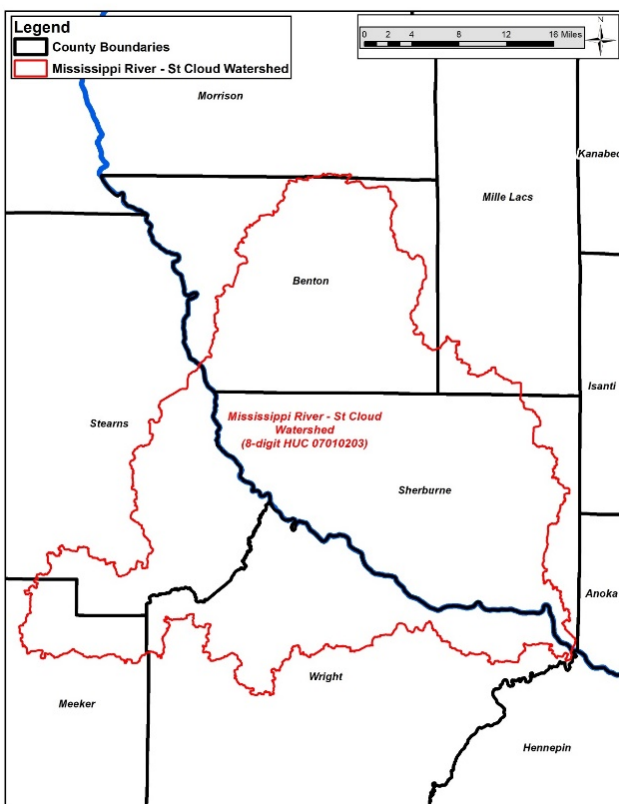 Legend
County Boundaries
Mississippi River - St Cloud Watershed
0 2 4 8 12 16 Miles
N
Morrison
Kanabec
Mille Lacs
Benton
Isanti
Stearns
Mississippi River - St Cloud
Watershed
(8-digit HUC 07010203)
Sherburne
Anoka
Meeker
Wright
Hennepin